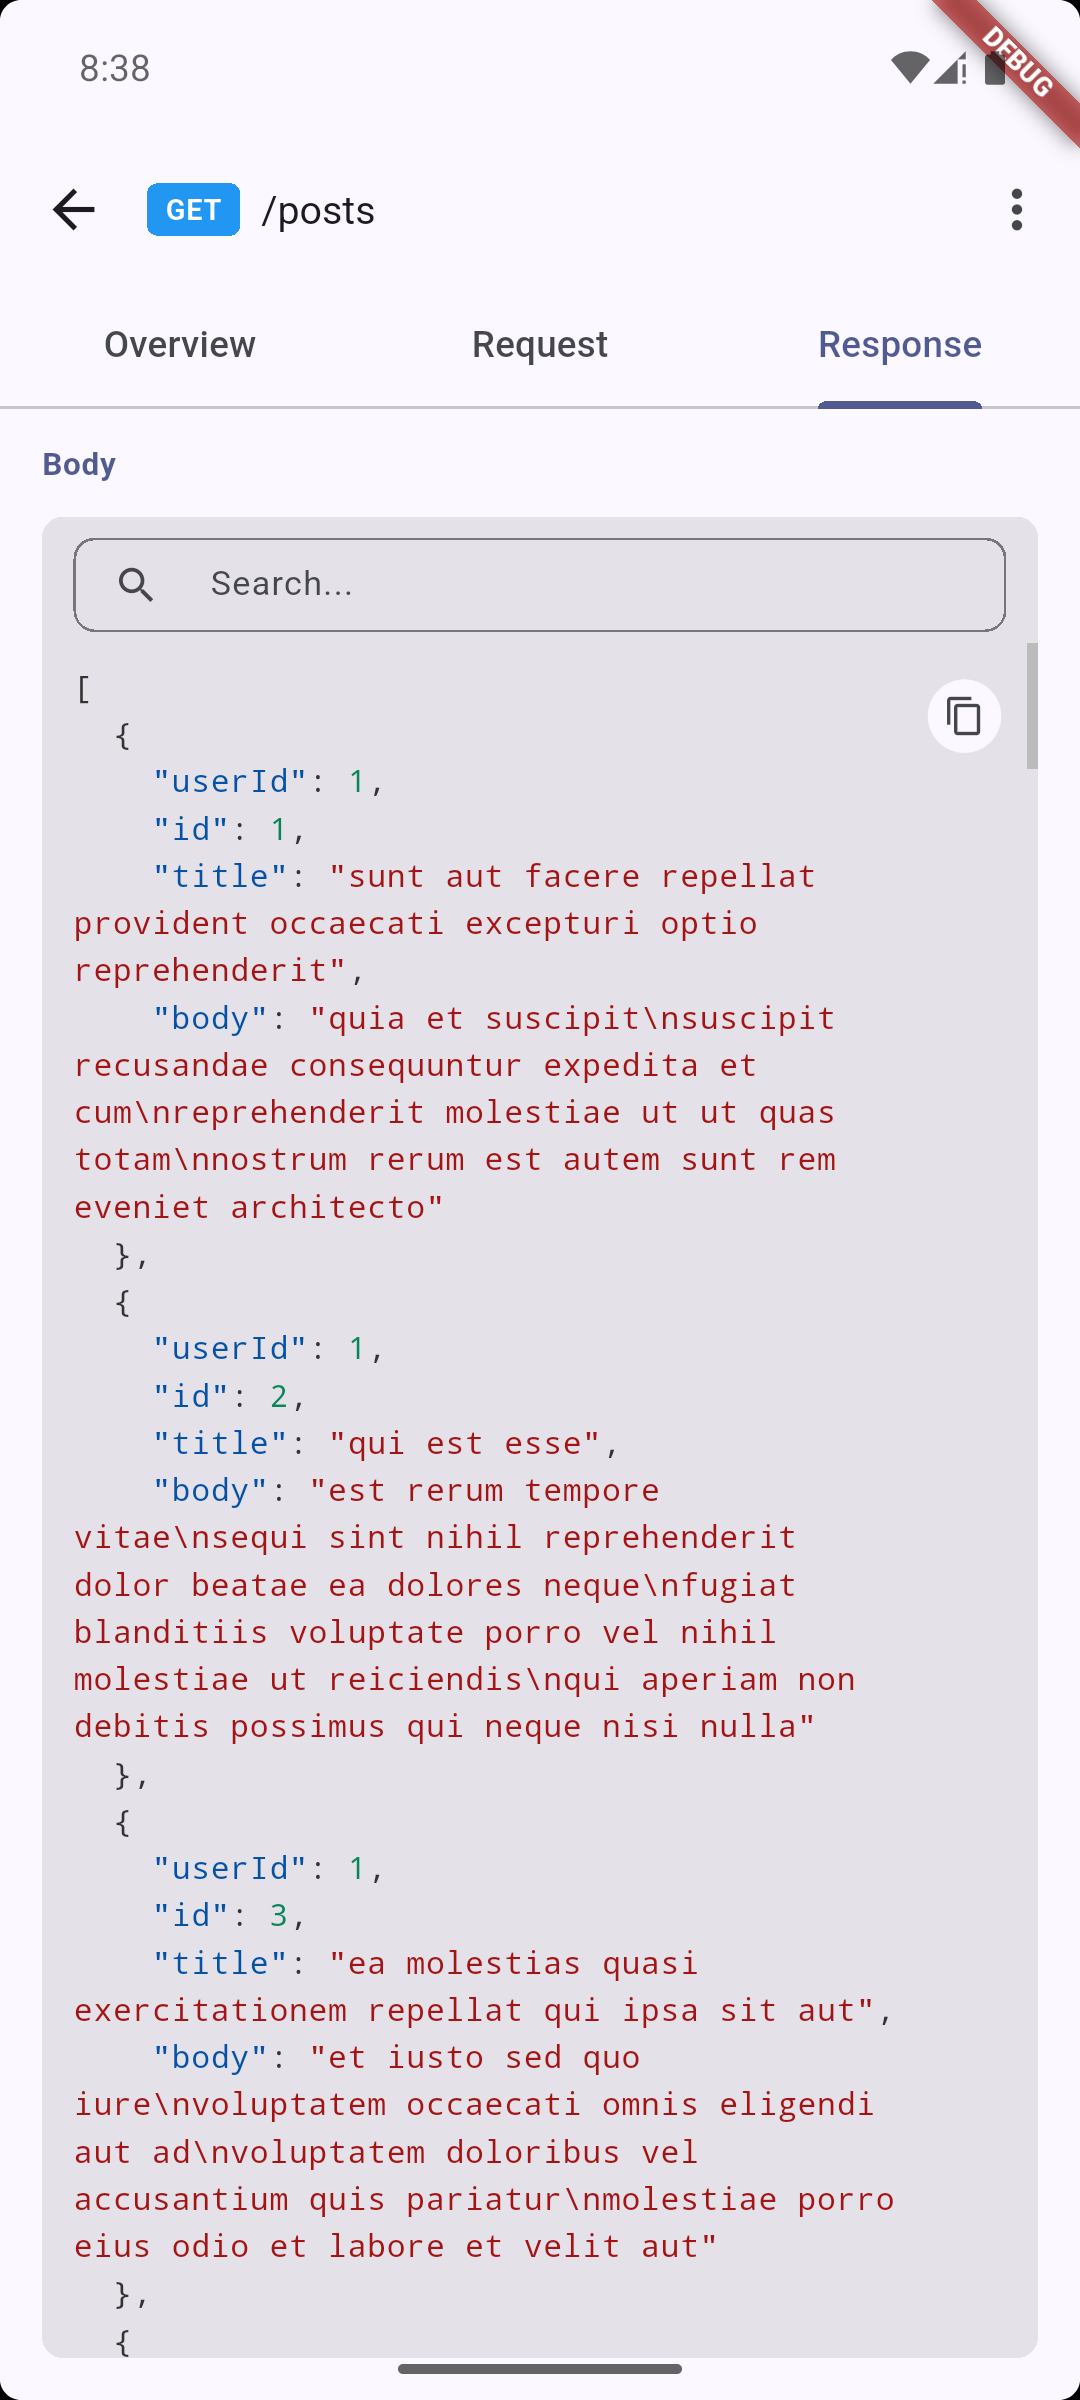 8:38
DEBUG
GET /posts
Overview Request Response
Body
Search...
[
  {
    "userId": 1,
    "id": 1,
    "title": "sunt aut facere repellat
provident occaecati excepturi optio
reprehenderit",
    "body": "quia et suscipit\nsuscipit
recusandae consequuntur expedita et
cum\nreprehenderit molestiae ut ut quas
totam\nnostrum rerum est autem sunt rem
eveniet architecto"
  },
  {
    "userId": 1,
    "id": 2,
    "title": "qui est esse",
    "body": "est rerum tempore
vitae\nsequi sint nihil reprehenderit
dolor beatae ea dolores neque\nfugiat
blanditiis voluptate porro vel nihil
molestiae ut reiciendis\nqui aperiam non
debitis possimus qui neque nisi nulla"
  },
  {
    "userId": 1,
    "id": 3,
    "title": "ea molestias quasi
exercitationem repellat qui ipsa sit aut",
    "body": "et iusto sed quo
iure\nvoluptatem occaecati omnis eligendi
aut ad\nvoluptatem doloribus vel
accusantium quis pariatur\nmolestiae porro
eius odio et labore et velit aut"
  },
  {